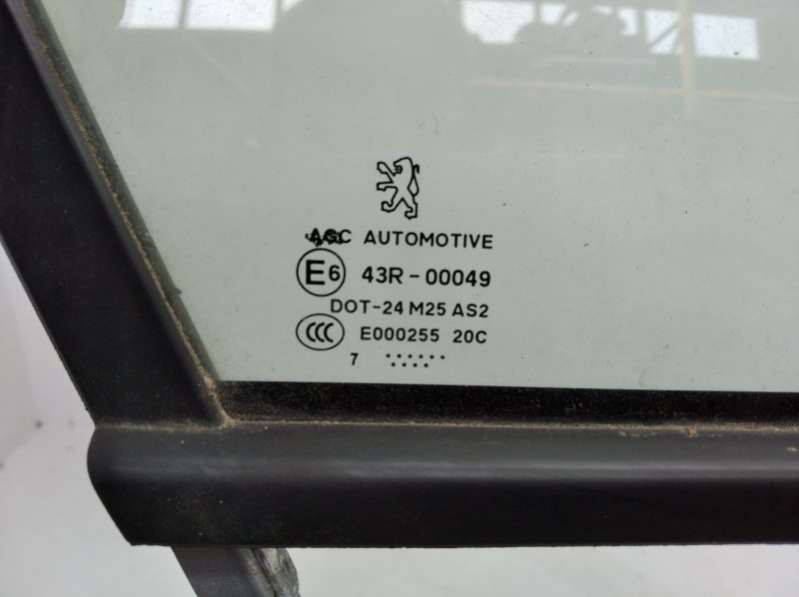 AGC AUTOMOTIVE
E6 43R-00049
DOT-24 M25 AS2
CCC E000255 20C
7 ...........